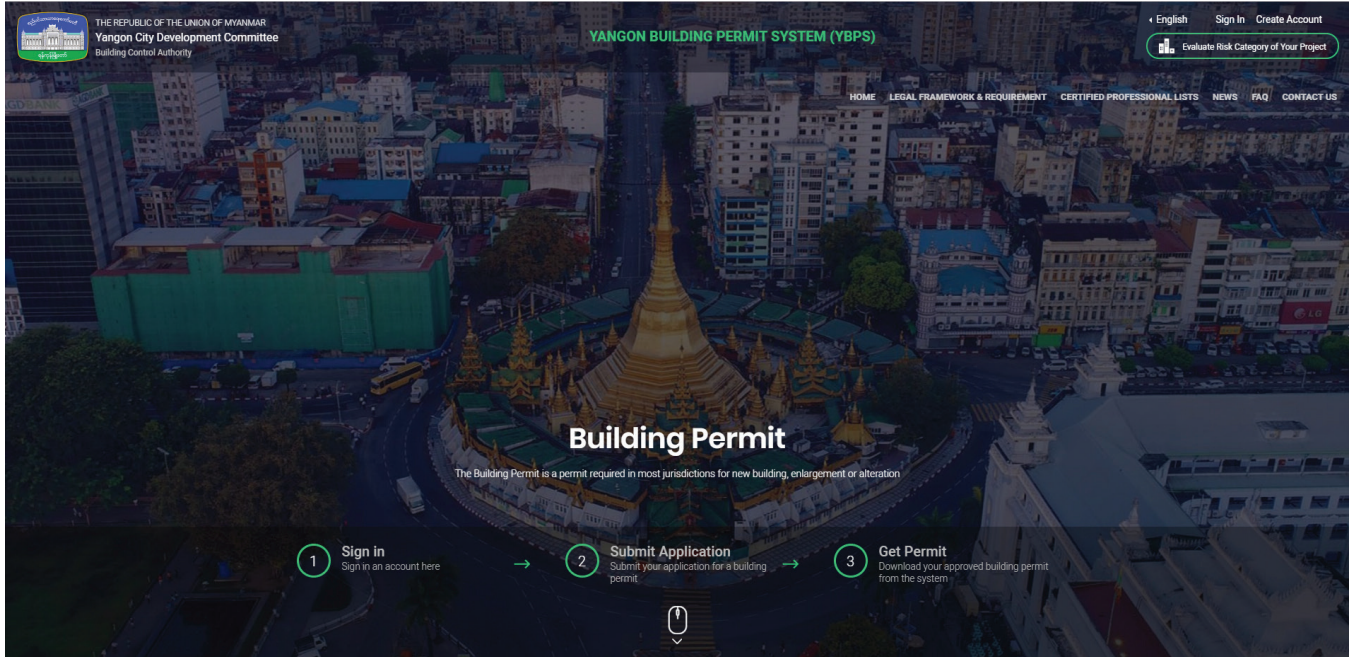 THE REPUBLIC OF THE UNION OF MYANMAR
Yangon City Development Committee
Building Control Authority
YANGON BUILDING PERMIT SYSTEM (YBPS)
English
Sign In
Create Account
Evaluate Risk Category of Your Project
HOME
LEGAL FRAMEWORK & REQUIREMENT
CERTIFIED PROFESSIONAL LISTS
NEWS
FAQ
CONTACT US
GD BANK
LG
Building Permit
The Building Permit is a permit required in most jurisdictions for new building, enlargement or alteration
1
Sign in
Sign in an account here
2
Submit Application
Submit your application for a building
permit
3
Get Permit
Download your approved building permit
from the system